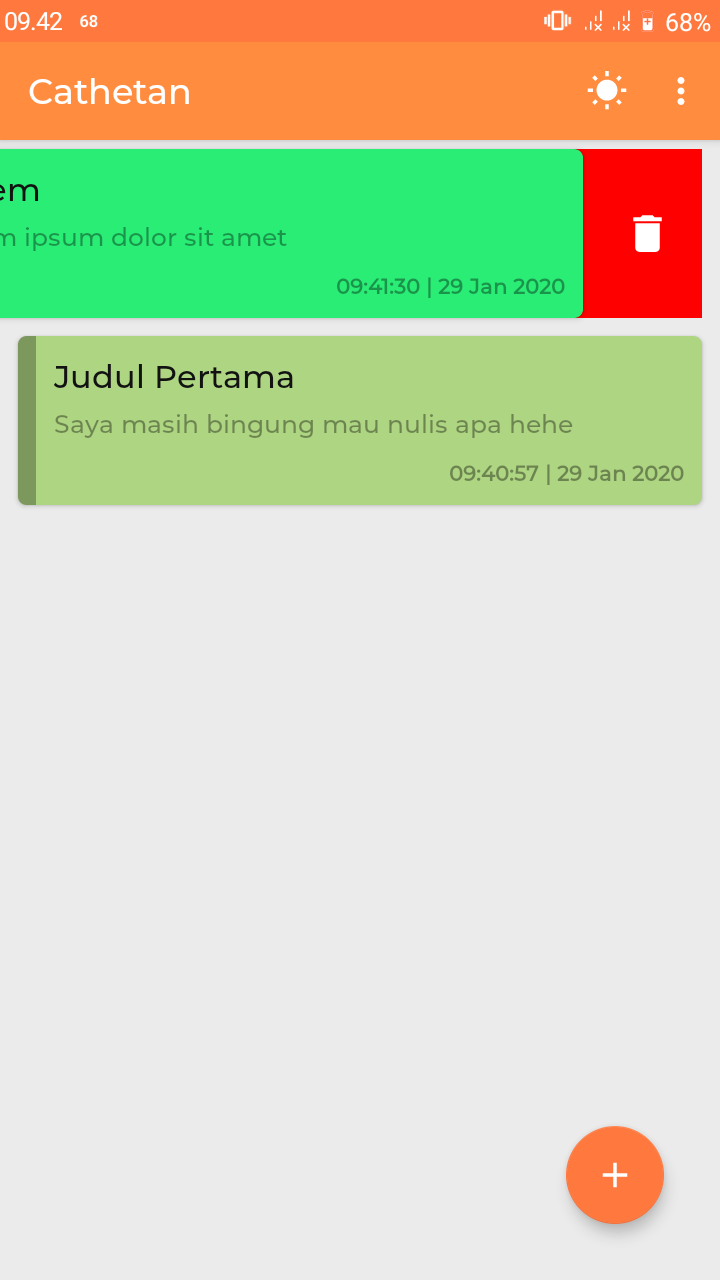 09.42 68 68%
Cathetan
em
m ipsum dolor sit amet
09:41:30 | 29 Jan 2020
Judul Pertama
Saya masih bingung mau nulis apa hehe
09:40:57 | 29 Jan 2020